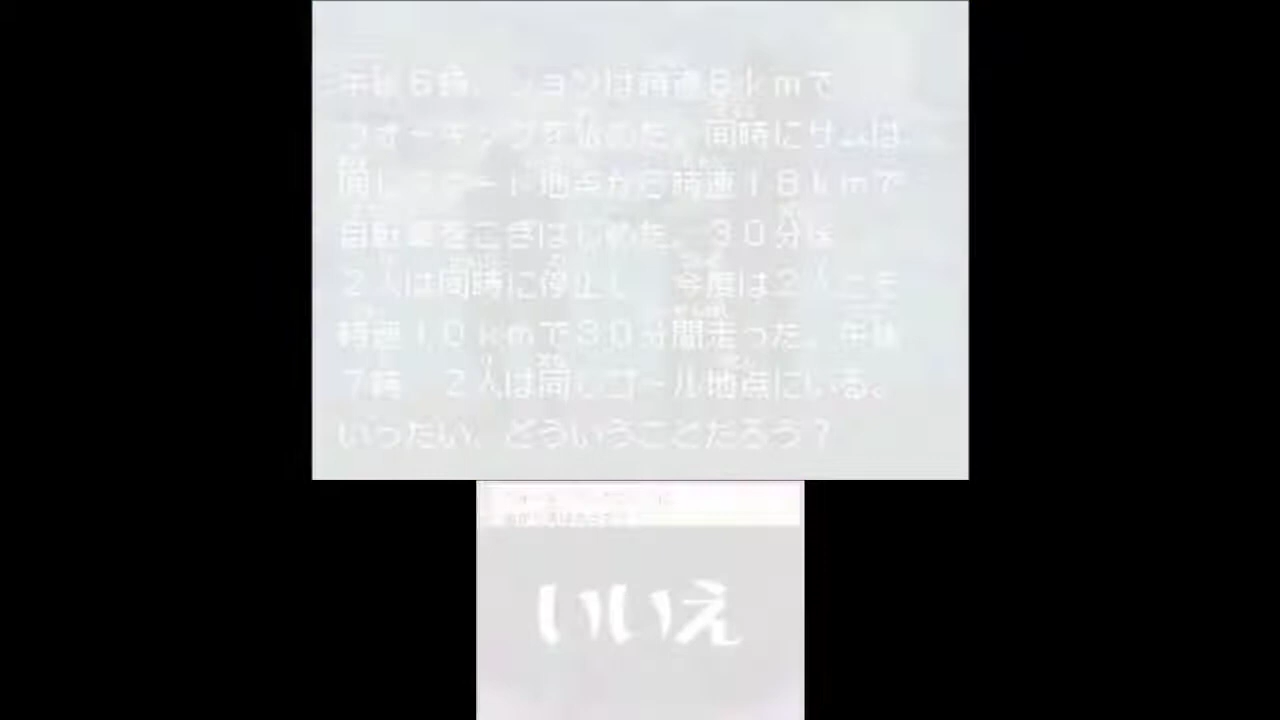 午後6時、ジョンは時速8kmで
ウォーキングを始めた。同時にサムは
同じスタート地点から時速18kmで
自転車をこぎはじめた。30分後
2人は同時に停止し、今度は2人とも
時速10kmで30分間走った。午後
7時、2人は同じゴール地点にいる。
いったい、どういうことだろう？
いいえ